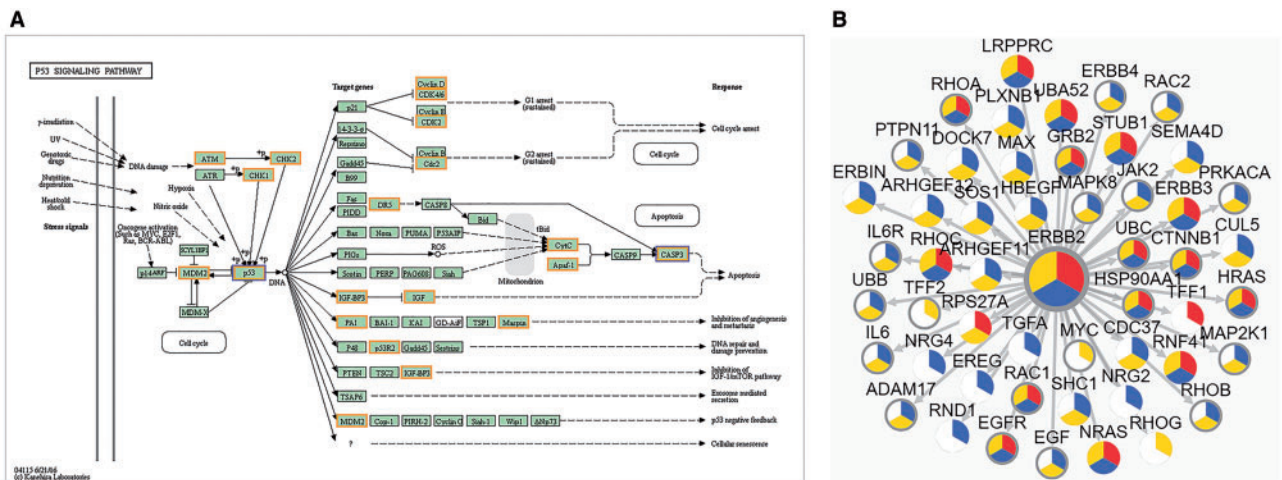 A
P53 SIGNALING PATHWAY
Target genes
Response
p21
Cyclin D
CDK4/6
Cyclin E
CDK2
G1 arrest
(sustained)
Cell cycle arrest
γ-irradiation
UV
Genotoxic
drugs
Nutrition
deprivation
Heat/cold
shock
Stress signals
DNA damage
ATM
+p
CHK2
ATR
+p
CHK1
14-3-3-σ
Reprimo
Gadd45
B99
Cyclin B
Cdc2
G2 arrest
(sustained)
Cell cycle
Hypoxia
Nitric oxide
Oncogene activation
(Such as MYC, E2F1,
Ras, BCR-ABL)
p14ARF
MDM2
p53
+p
+p
+p
MDM-X
DNA
Cell cycle
Fas
PIDD
DR5
CASP8
Bid
tBid
Bax
Noxa
PUMA
P53AIP
ROS
PIGs
Scotin
PERP
PAG608
Siah
Mitochondrion
CytC
Apaf-1
CASP9
CASP3
Apoptosis
Apoptosis
IGF-BP3
IGF
PAI
BAI-1
KAI
GD-AiF
TSP1
Maspin
Inhibition of angiogenesis
and metastasis
P48
p53R2
Gadd45
Sestrins
DNA repair and
damage prevention
PTEN
TSC2
IGF-BP3
Inhibition of
IGF-1/mTOR pathway
TSAP6
Exosome mediated
secretion
MDM2
Cop-1
PIRH-2
Cyclin G
Siah-1
Wip1
ΔNp73
p53 negative feedback
?
Cellular senescence
04115 6/21/16
(c) Kanehisa Laboratories
B
LRPPRC
RHOA
PLXNB1
UBA52
ERBB4
RAC2
PTPN11
DOCK7
MAX
GRB2
STUB1
SEMA4D
ERBIN
ARHGEF12
SOS1
HBEGF
MAPK8
JAK2
ERBB3
PRKACA
IL6R
RHOC
ARHGEF11
ERBB2
UBC
CTNNB1
CUL5
UBB
TFF2
RPS27A
HSP90AA1
TFF1
HRAS
IL6
NRG4
TGFA
MYC
CDC37
RNF41
MAP2K1
ADAM17
EREG
RAC1
SHC1
NRG2
RHOB
RND1
EGFR
EGF
NRAS
RHOG